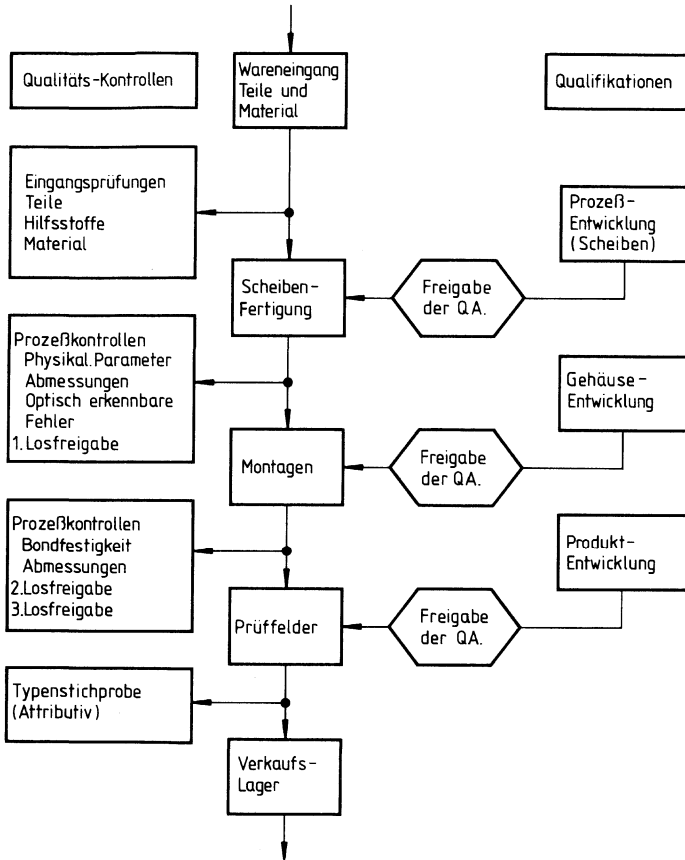 Qualitäts-Kontrollen
Wareneingang
Teile und
Material
Qualifikationen
Eingangsprüfungen
Teile
Hilfsstoffe
Material
Prozeß-
Entwicklung
(Scheiben)
Scheiben-
Fertigung
Freigabe
der QA.
Prozeßkontrollen
Physikal.Parameter
Abmessungen
Optisch erkennbare
Fehler
1.Losfreigabe
Gehäuse-
Entwicklung
Montagen
Freigabe
der QA.
Prozeßkontrollen
Bondfestigkeit
Abmessungen
2.Losfreigabe
3.Losfreigabe
Produkt-
Entwicklung
Prüffelder
Freigabe
der QA.
Typenstichprobe
(Attributiv)
Verkaufs-
Lager